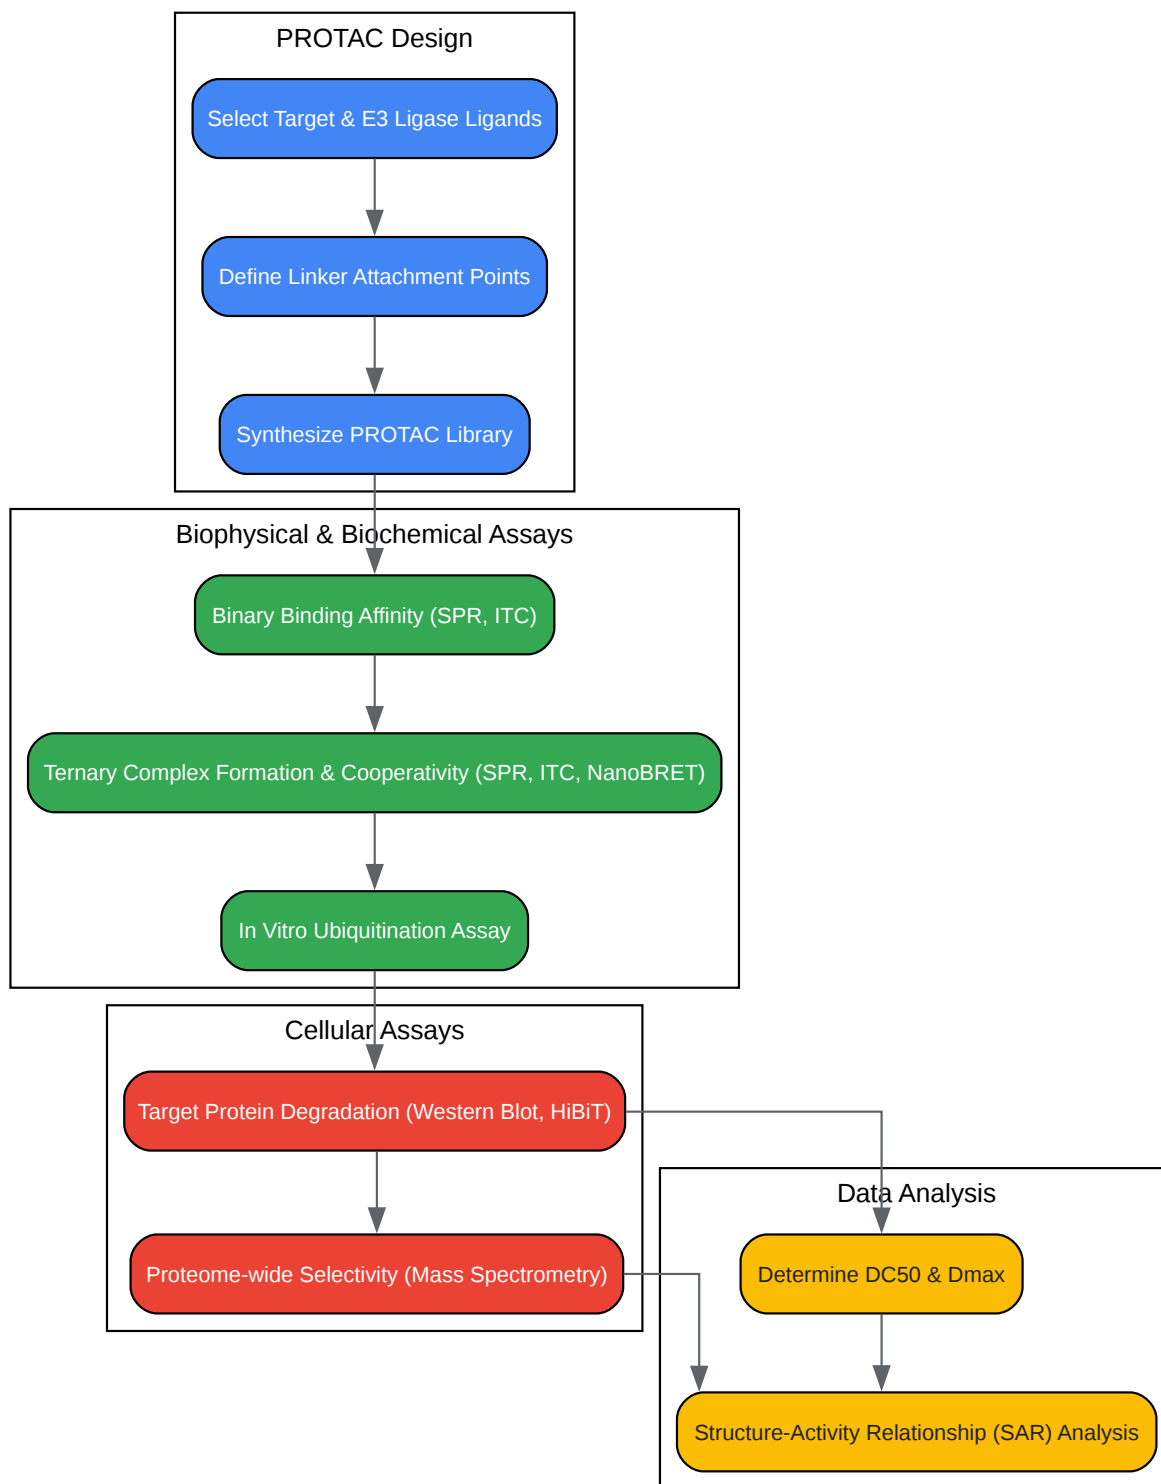 PROTAC Design
Select Target & E3 Ligase Ligands
Define Linker Attachment Points
Synthesize PROTAC Library
Biophysical & Biochemical Assays
Binary Binding Affinity (SPR, ITC)
Ternary Complex Formation & Cooperativity (SPR, ITC, NanoBRET)
In Vitro Ubiquitination Assay
Cellular Assays
Target Protein Degradation (Western Blot, HiBiT)
Proteome-wide Selectivity (Mass Spectrometry)
Data Analysis
Determine DC50 & Dmax
Structure-Activity Relationship (SAR) Analysis